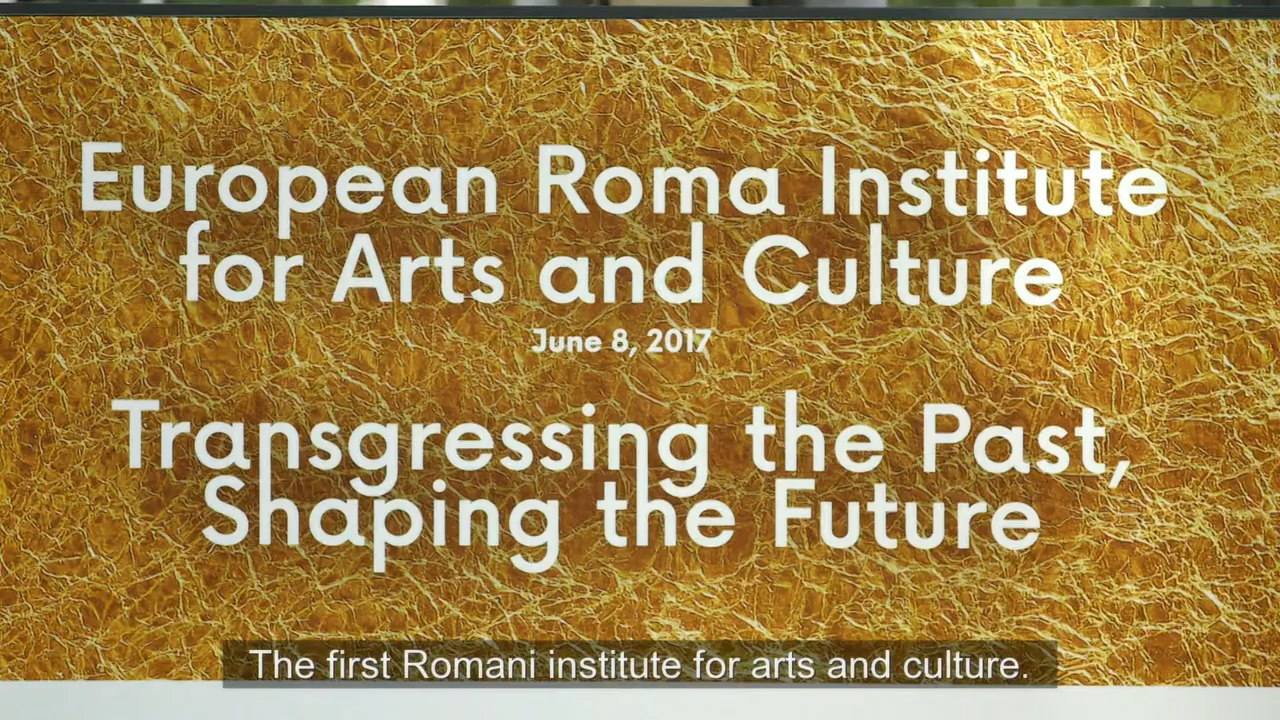 European Roma Institute
for Arts and Culture
June 8, 2017
Transgressing the Past,
Shaping the Future
The first Romani institute for arts and culture.